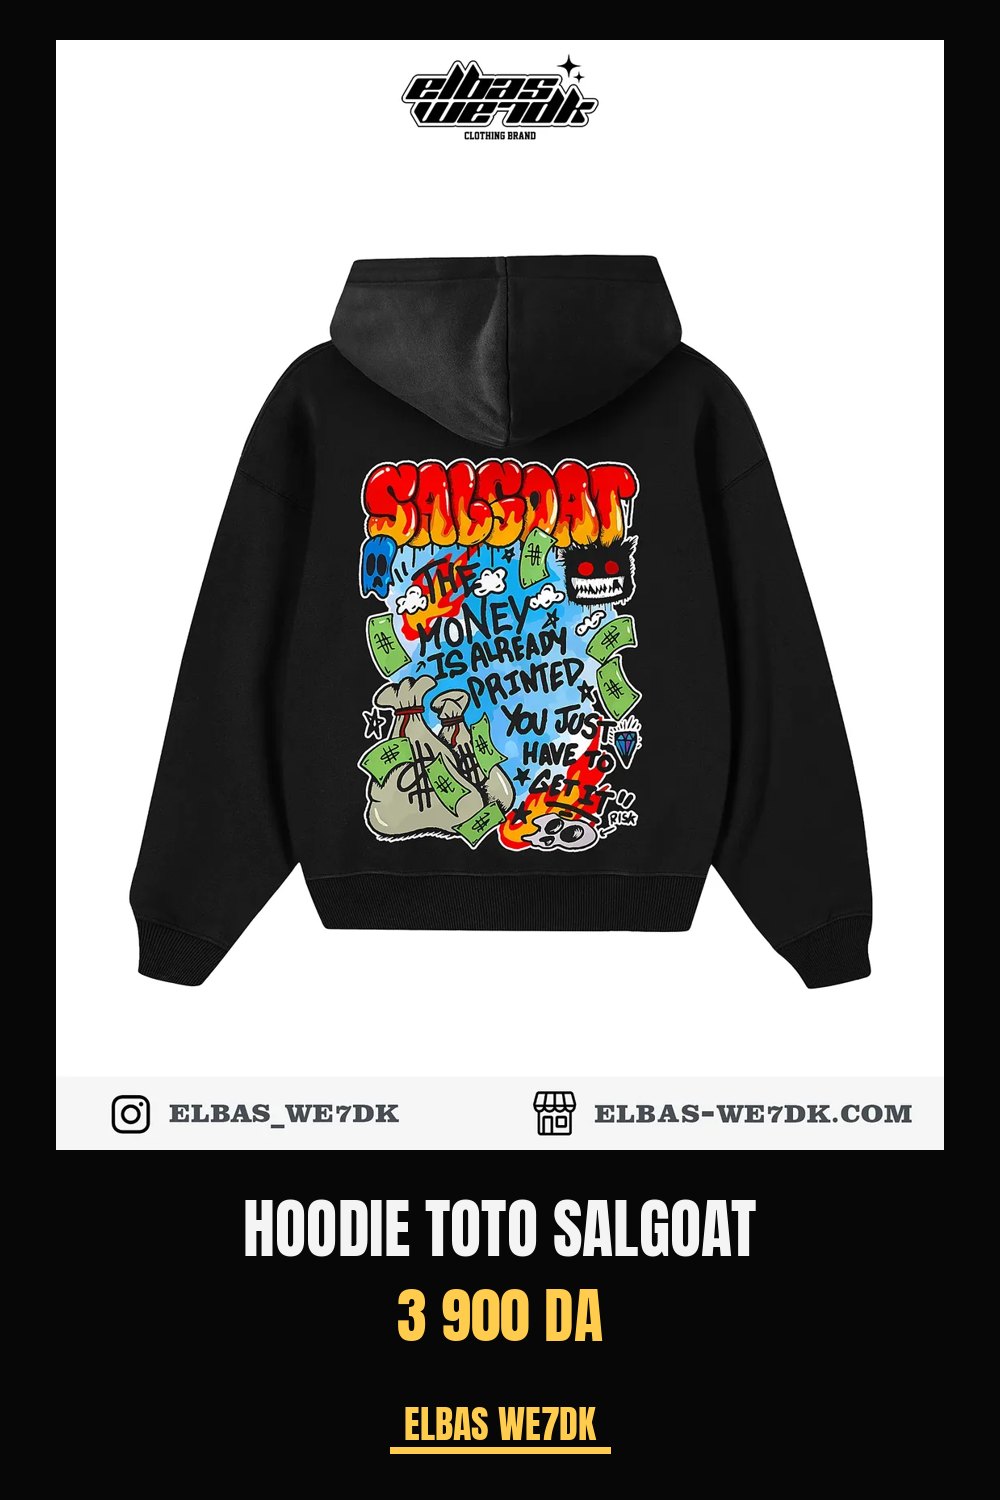 elbas
we7dk
CLOTHING BRAND
SALGOAT
"THE
MONEY
IS ALREADY
PRINTED
YOU JUST
HAVE TO
GET IT"
RISK
ELBAS_WE7DK
ELBAS-WE7DK.COM
HOODIE TOTO SALGOAT
3 900 DA
ELBAS WE7DK